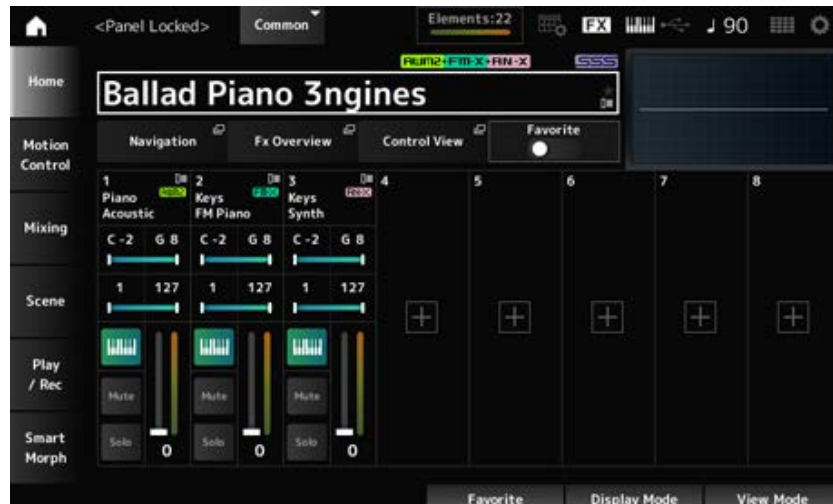 <Panel Locked>
Common
Elements:22
FX
90
AWM2+FM-X+AN-X
SSS
Home
Ballad Piano 3ngines
Navigation
Fx Overview
Control View
Favorite
Motion
Control
1 2 3 4 5 6 7 8
Piano
Acoustic
AWM2
Keys
FM Piano
FM-X
Keys
Synth
AN-X
Mixing
C -2 G 8 C -2 G 8 C -2 G 8
Scene
1 127 1 127 1 127
Play
/ Rec
Mute Mute Mute
Smart
Morph
Solo 0 Solo 0 Solo 0
Favorite
Display Mode
View Mode